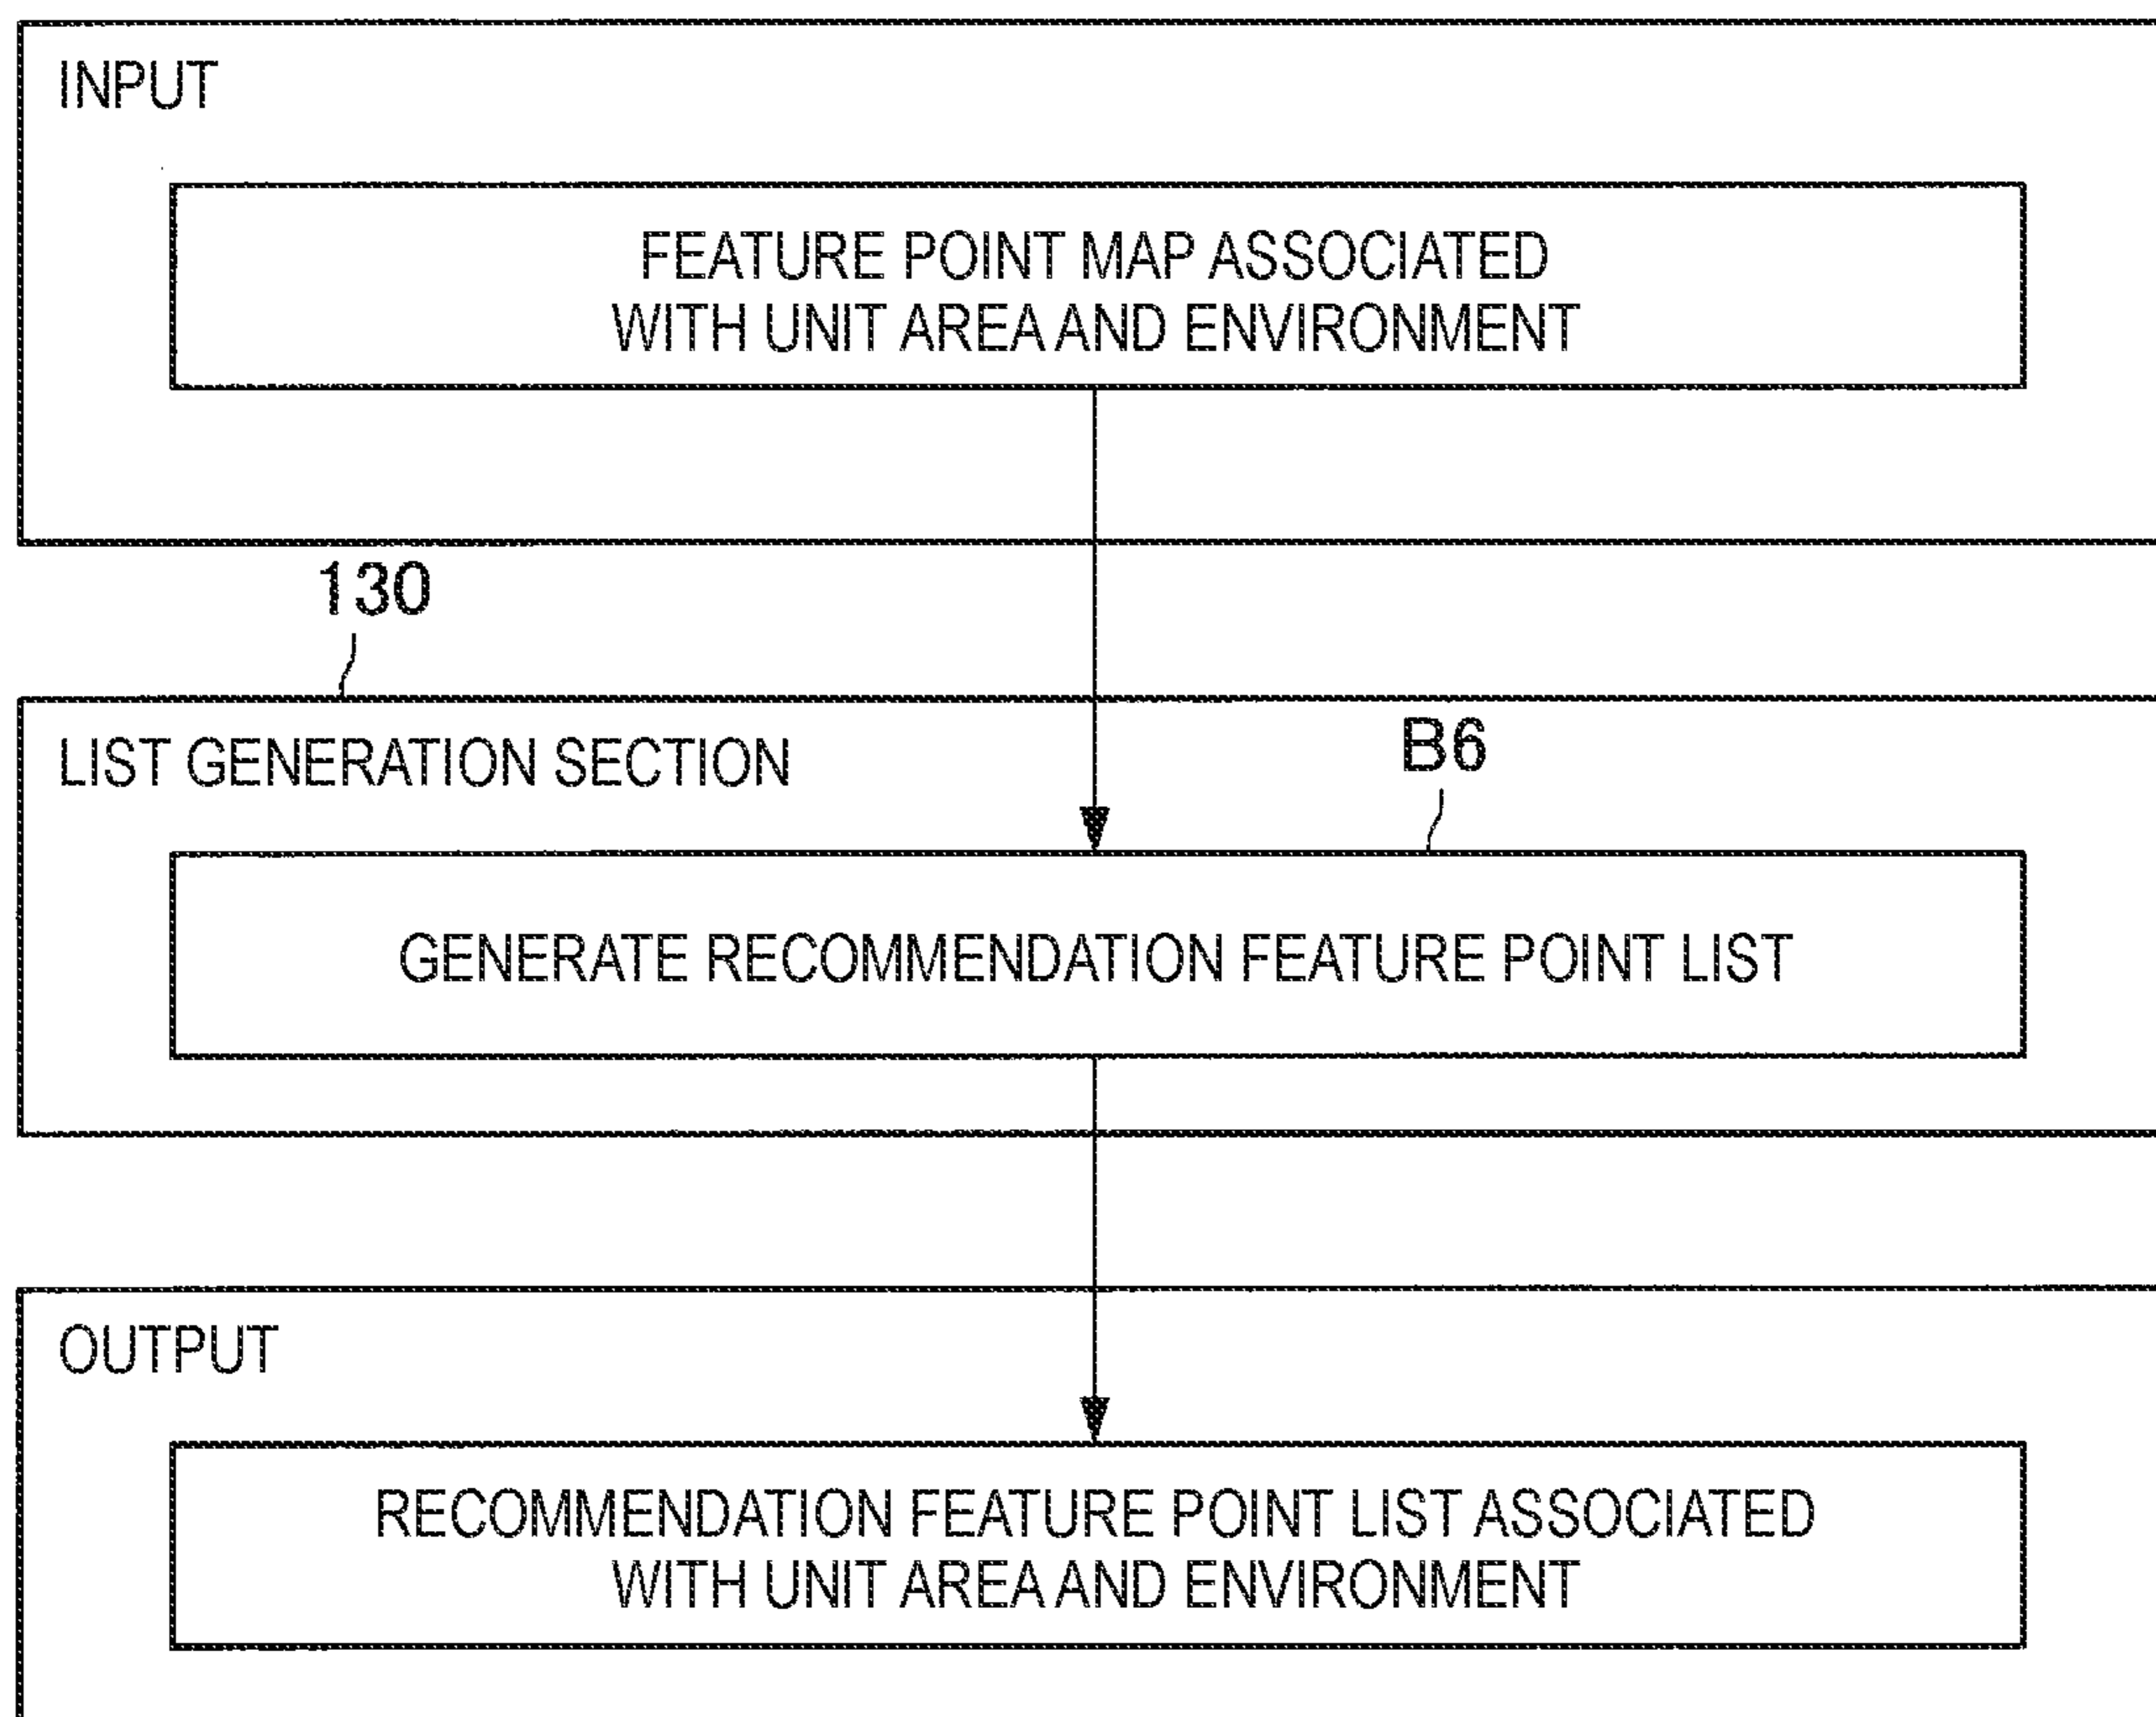 INPUT
FEATURE POINT MAP ASSOCIATED
WITH UNIT AREA AND ENVIRONMENT
130
LIST GENERATION SECTION
B6
GENERATE RECOMMENDATION FEATURE POINT LIST
OUTPUT
RECOMMENDATION FEATURE POINT LIST ASSOCIATED
WITH UNIT AREA AND ENVIRONMENT